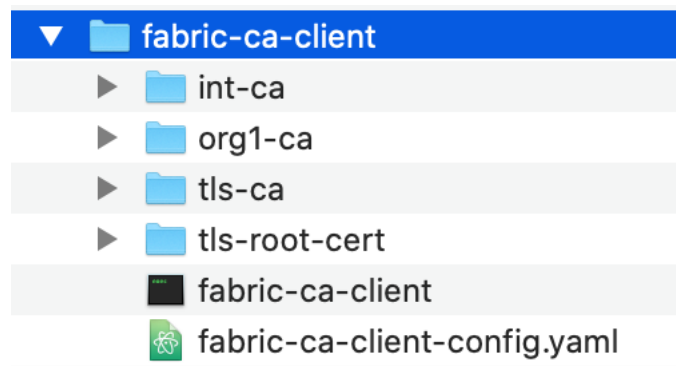 fabric-ca-client
int-ca
org1-ca
tls-ca
tls-root-cert
fabric-ca-client
fabric-ca-client-config.yaml